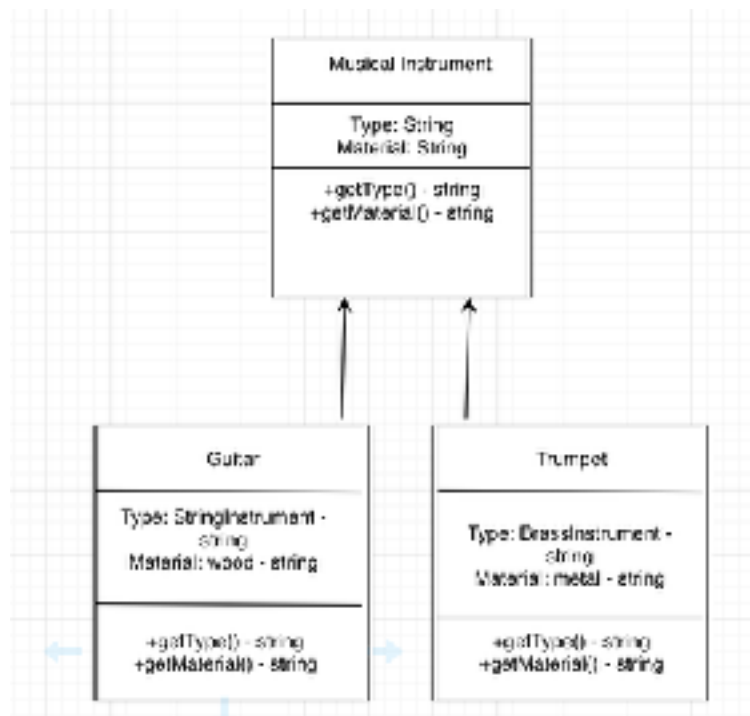 Musical Instrument
Type: String
Material: String
+getType() - string
+getMaterial() - string
Guitar
Type: StringInstrument -
string
Material: wood - string
+getType() - string
+getMaterial() - string
Trumpet
Type: BrassInstrument -
string
Material: metal - string
+getType() - string
+getMaterial() - string